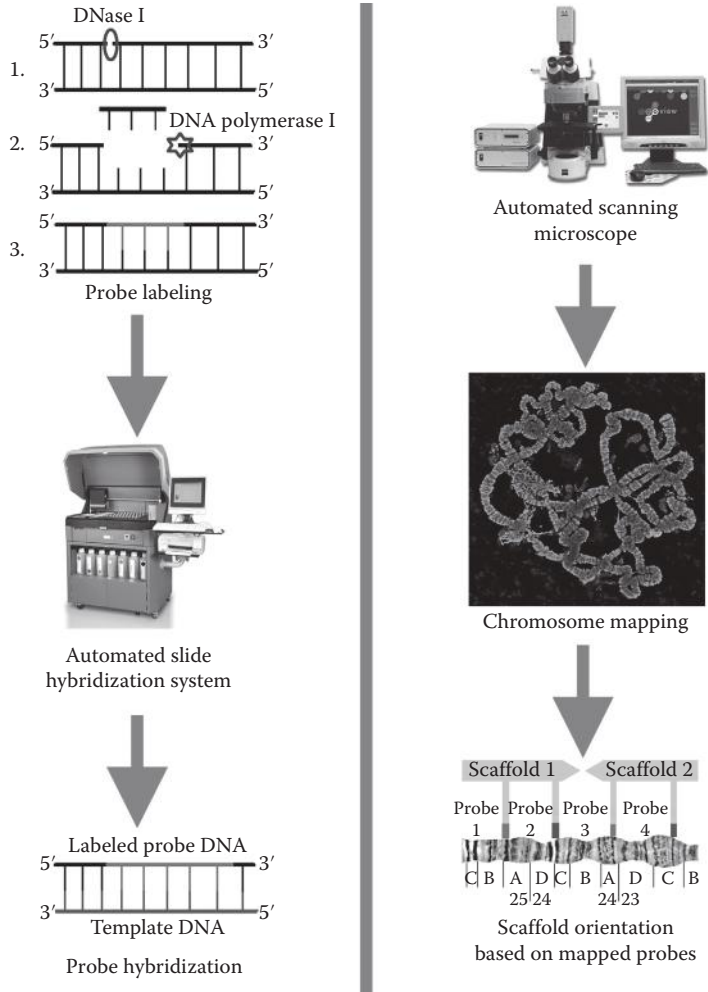 DNase I
5′ 3′
1.
3′ 5′
DNA polymerase I
2. 5′ 3′
3′ 5′
5′ 3′
3.
3′ 5′
Probe labeling
Automated slide
hybridization system
Labeled probe DNA
5′ 3′
3′ 5′
Template DNA
Probe hybridization
Automated scanning
microscope
Chromosome mapping
Scaffold 1 Scaffold 2
Probe Probe Probe Probe
1 2 3 4
C B A D C B A D C B
25 24 24 23
Scaffold orientation
based on mapped probes